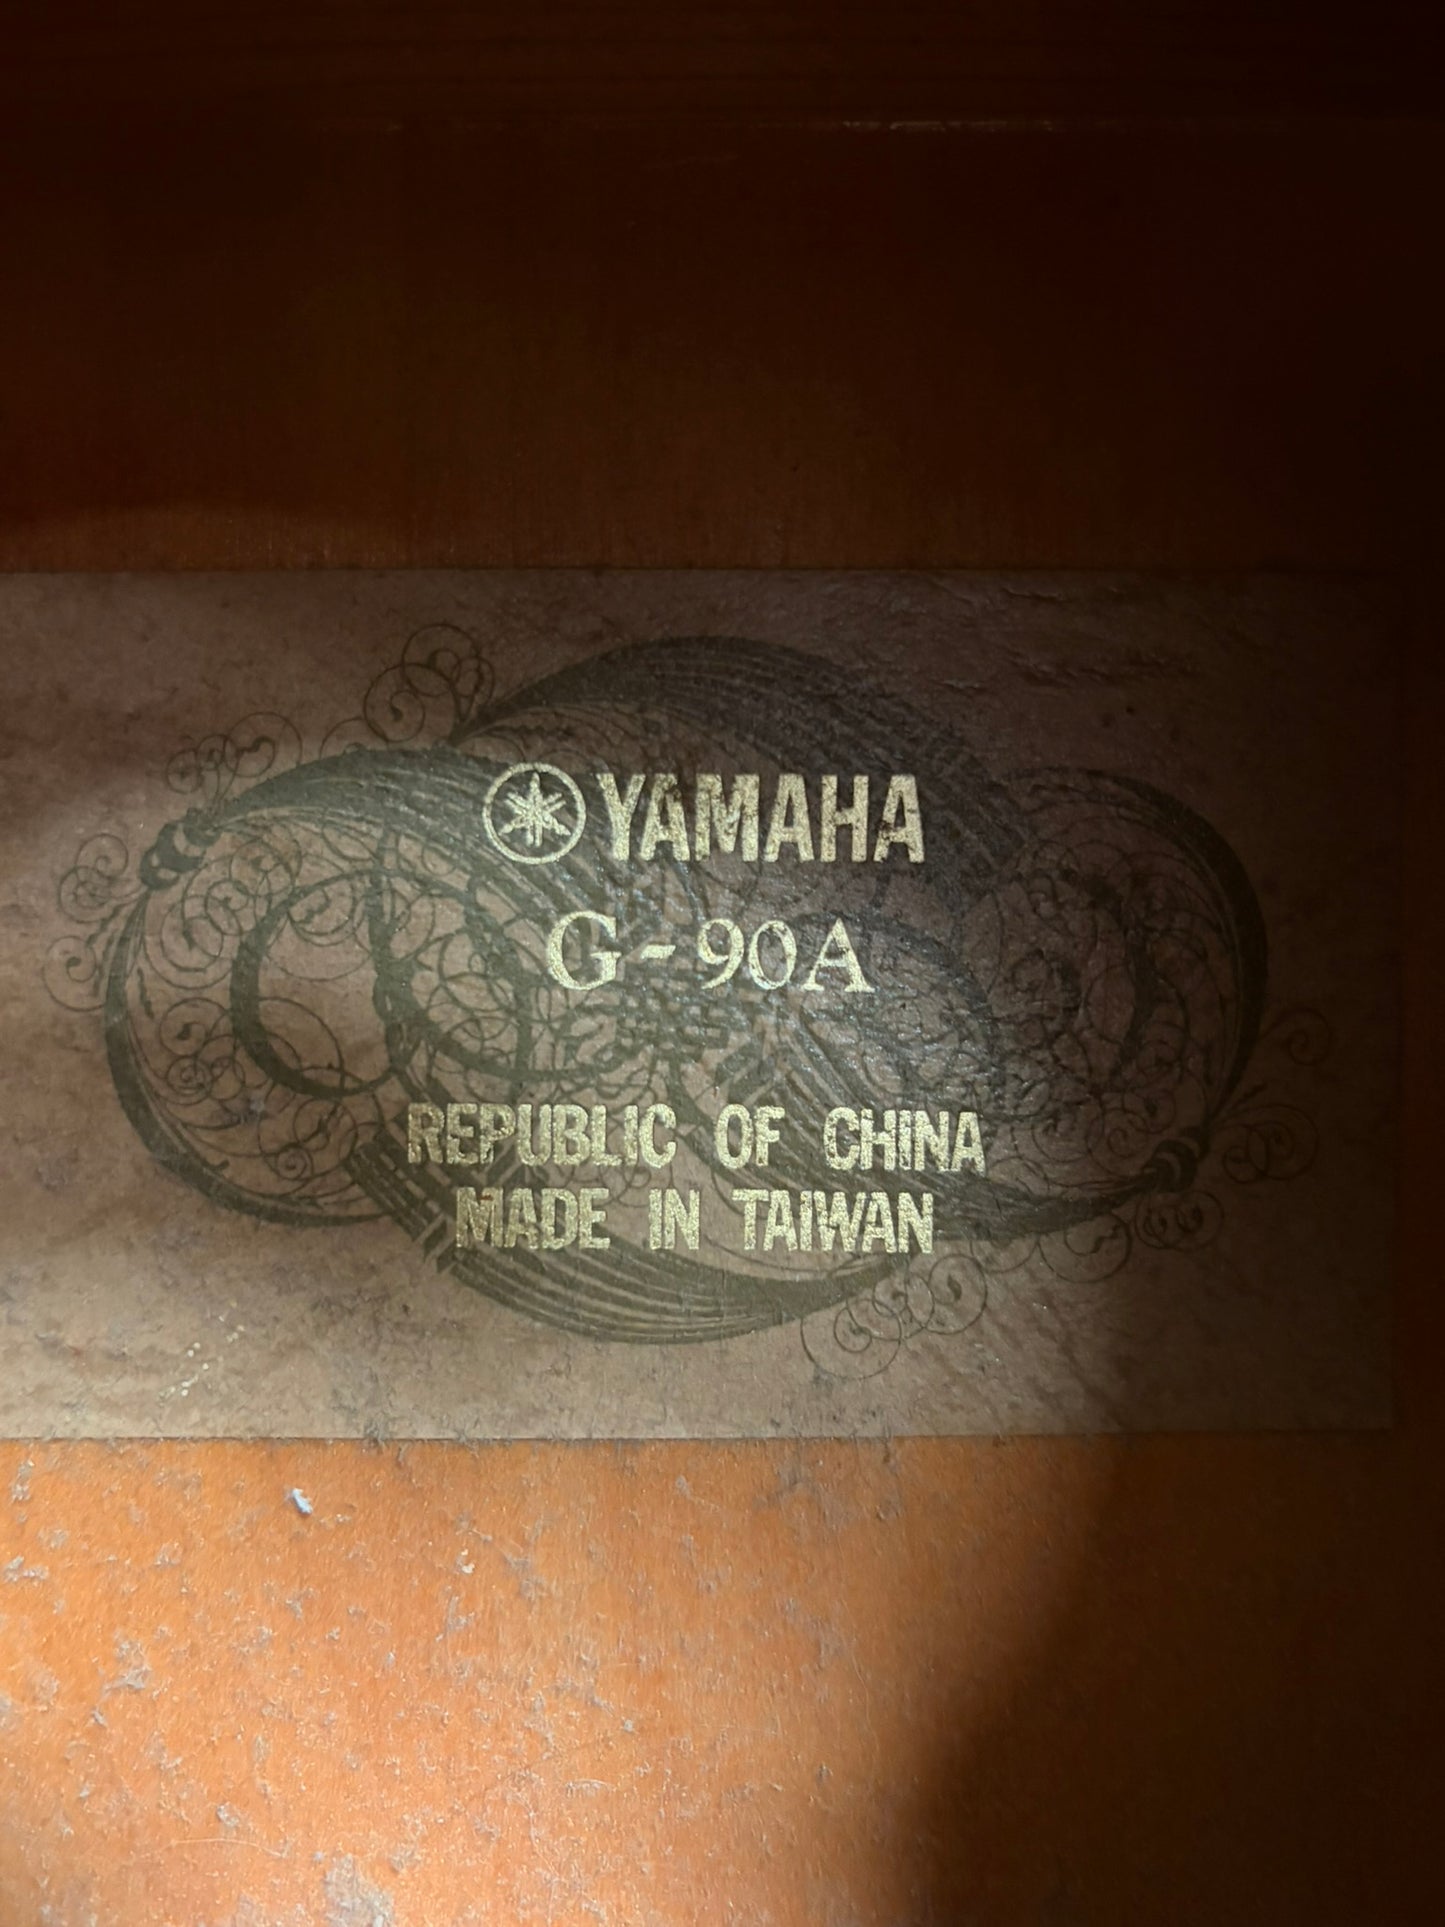 YAMAHA
G-90A
REPUBLIC OF CHINA
MADE IN TAIWAN